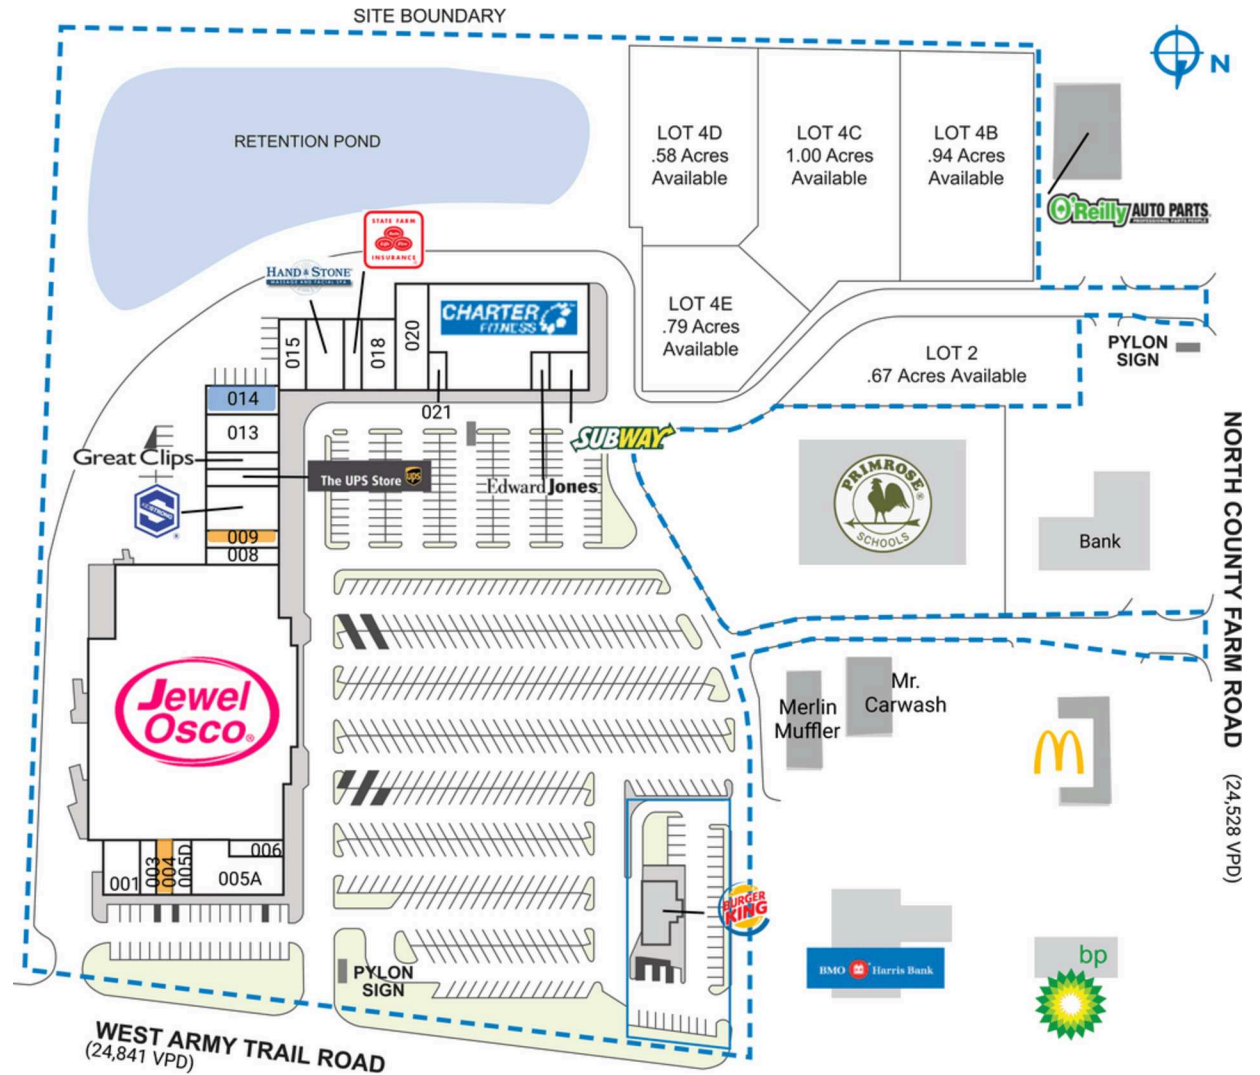 SITE BOUNDARY
N
RETENTION POND
LOT 4D
.58 Acres
Available
LOT 4C
1.00 Acres
Available
LOT 4B
.94 Acres
Available
O'Reilly AUTO PARTS
STATE FARM
INSURANCE
HAND & STONE
MASSAGE AND FACIAL SPA
CHARTER
FITNESS
LOT 4E
.79 Acres
Available
LOT 2
.67 Acres Available
PYLON
SIGN
015
018
020
021
014
013
Great Clips
The UPS Store
ups
SUBWAY
Edward Jones
009
008
PRIMROSE
SCHOOLS
Bank
NORTH COUNTY FARM ROAD
(24,528 VPD)
Jewel
Osco
Merlin
Muffler
Mr.
Carwash
001
003
004
005D
006
005A
BURGER
KING
BMO Harris Bank
bp
PYLON
SIGN
WEST ARMY TRAIL ROAD
(24,841 VPD)